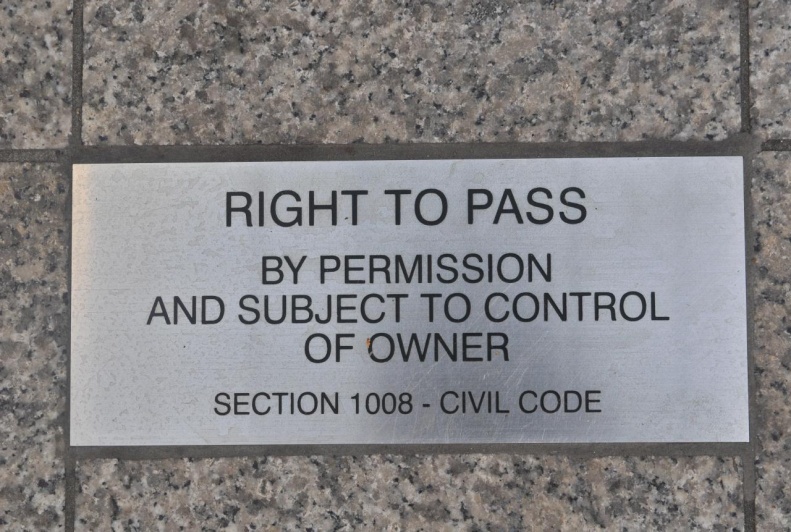 RIGHT TO PASS
BY PERMISSION
AND SUBJECT TO CONTROL
OF OWNER
SECTION 1008 - CIVIL CODE